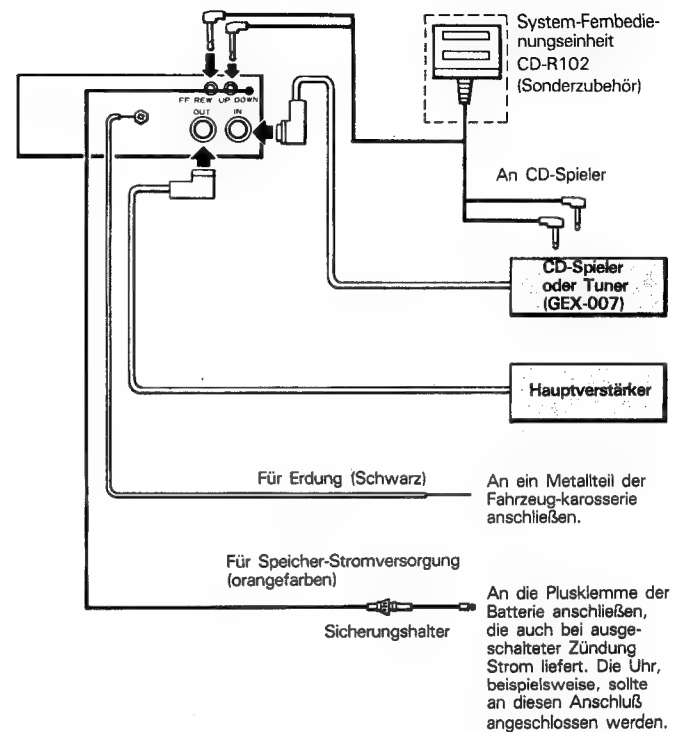 System-Fernbedie-
nungseinheit
CD-R102
(Sonderzubehör)
FF REW UP DOWN
OUT IN
An CD-Spieler
CD-Spieler
oder Tuner
(GEX-007)
Hauptverstärker
Für Erdung (Schwarz)
An ein Metallteil der
Fahrzeug-karosserie
anschließen.
Für Speicher-Stromversorgung
(orangefarben)
Sicherungshalter
An die Plusklemme der
Batterie anschließen,
die auch bei ausge-
schalteter Zündung
Strom liefert. Die Uhr,
beispielsweise, sollte
an diesen Anschluß
angeschlossen werden.